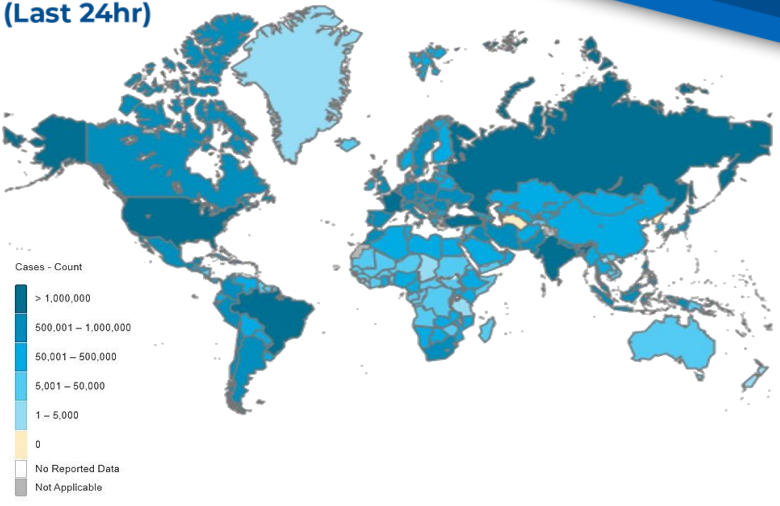 (Last 24hr)
Cases - Count
> 1,000,000
600,001 – 1,000,000
50,001 – 500,000
5,001 – 50,000
1 – 5,000
0
No Reported Data
Not Applicable